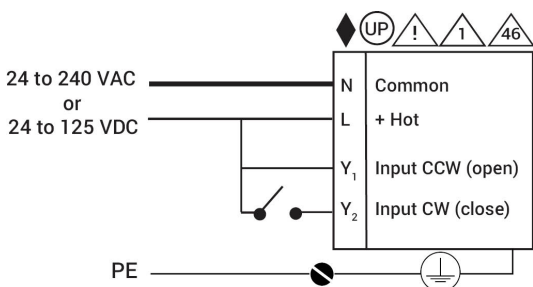 UP ! 1 46
24 to 240 VAC
or
24 to 125 VDC
N Common
L + Hot
Y₁ Input CCW (open)
Y₂ Input CW (close)
PE